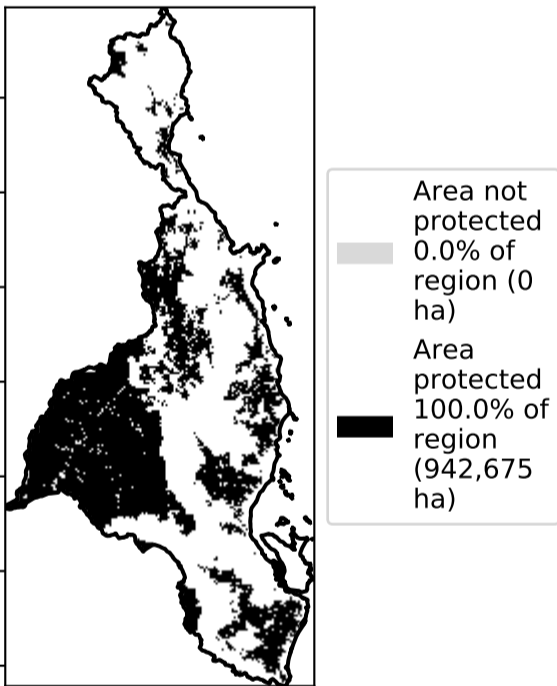 Area not
protected
0.0% of
region (0
ha)
Area
protected
100.0% of
region
(942,675
ha)